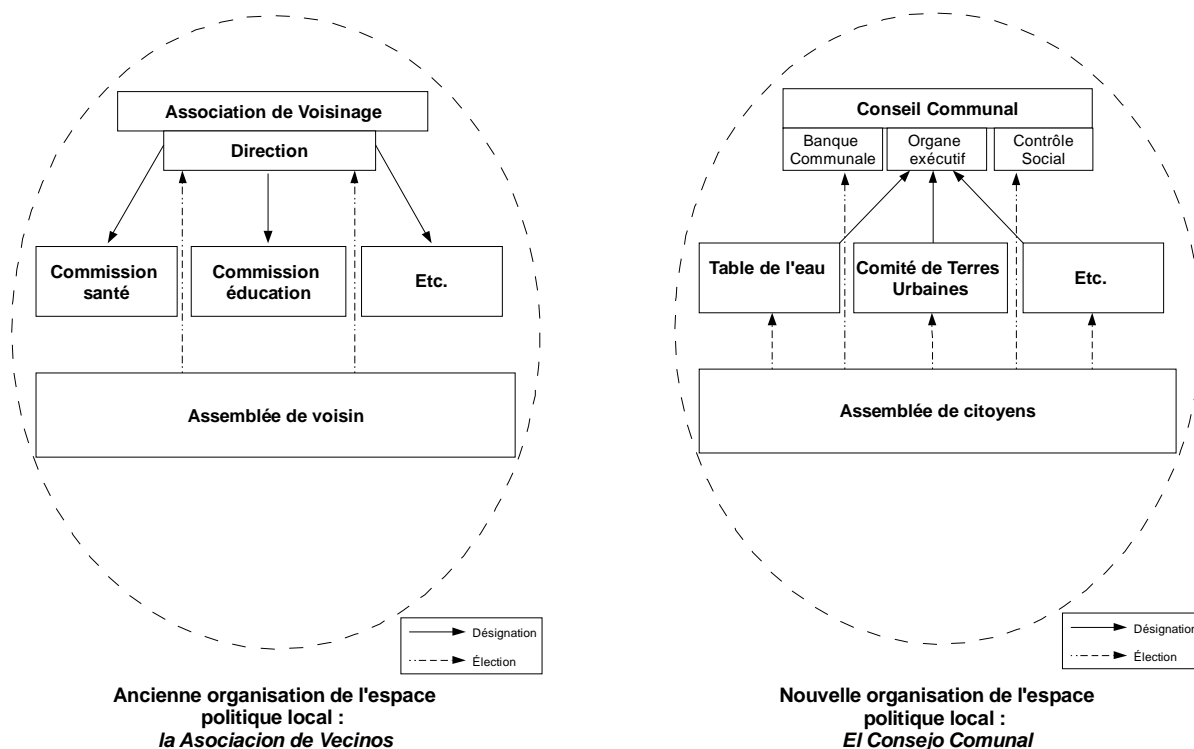 Association de Voisinage
Direction
Commission
santé
Commission
éducation
Etc.
Assemblée de voisin
Désignation
Élection
Ancienne organisation de l'espace
politique local :
la Asociacion de Vecinos
Conseil Communal
Banque
Communale
Organe
exécutif
Contrôle
Social
Table de l'eau
Comité de Terres
Urbaines
Etc.
Assemblée de citoyens
Désignation
Élection
Nouvelle organisation de l'espace
politique local :
El Consejo Comunal